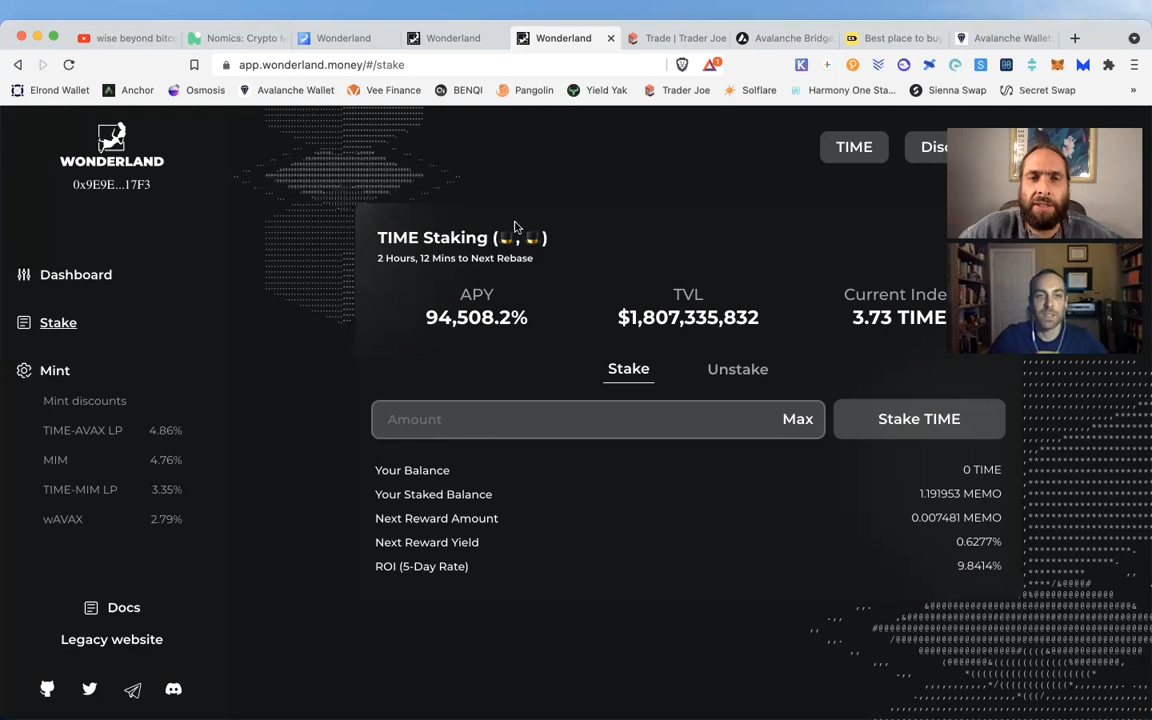 wise beyond bitc
Nomics: Crypto M
Wonderland
Wonderland
Wonderland
Trade | Trader Joe
Avalanche Bridge
Best place to buy
Avalanche Wallet
app.wonderland.money/#/stake
1
Elrond Wallet
Anchor
Osmosis
Avalanche Wallet
Vee Finance
BENQI
Pangolin
Yield Yak
Trader Joe
Solflare
Harmony One Sta...
Sienna Swap
Secret Swap
WONDERLAND
0x9E9E...17F3
TIME
Disc
Dashboard
Stake
Mint
Mint discounts
TIME-AVAX LP 4.86%
MIM 4.76%
TIME-MIM LP 3.35%
wAVAX 2.79%
Docs
Legacy website
TIME Staking ( , )
2 Hours, 12 Mins to Next Rebase
APY
94,508.2%
TVL
$1,807,335,832
Current Inde
3.73 TIME
Stake
Unstake
Amount
Max
Stake TIME
Your Balance 0 TIME
Your Staked Balance 1.191953 MEMO
Next Reward Amount 0.007481 MEMO
Next Reward Yield 0.6277%
ROI (5-Day Rate) 9.8414%